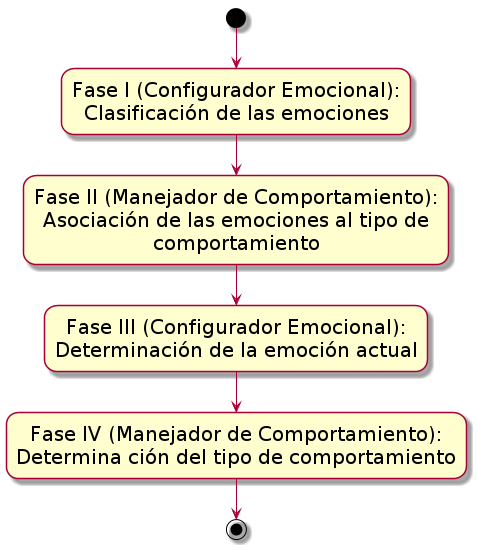 Fase I (Configurador Emocional):
Clasificación de las emociones
Fase II (Manejador de Comportamiento):
Asociación de las emociones al tipo de
comportamiento
Fase III (Configurador Emocional):
Determinación de la emoción actual
Fase IV (Manejador de Comportamiento):
Determina ción del tipo de comportamiento